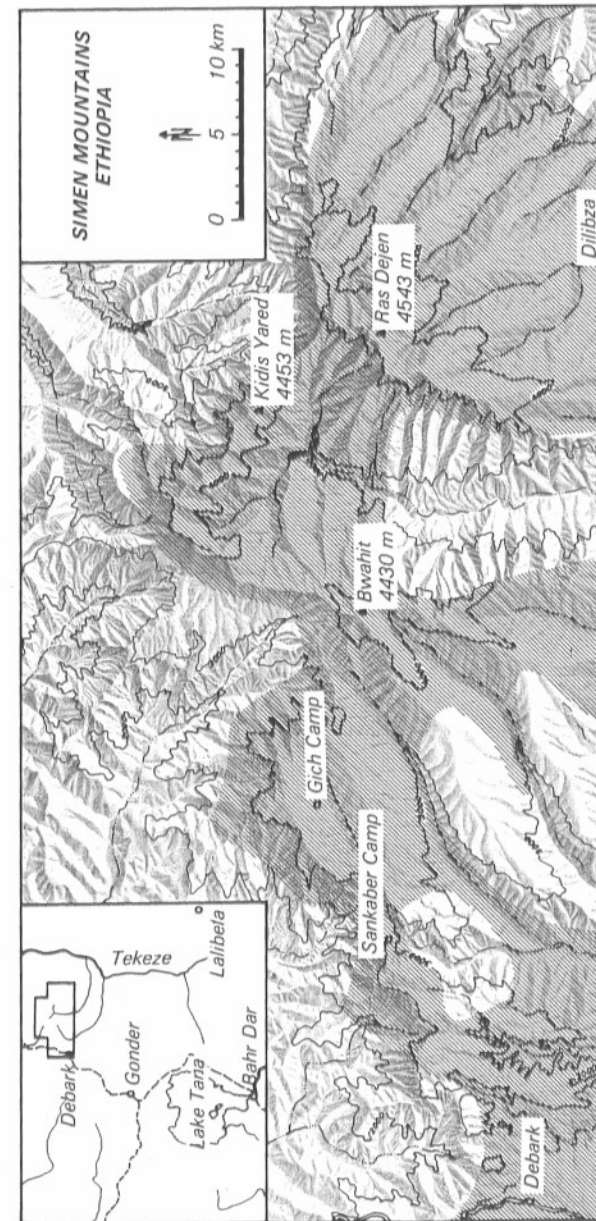 SIMEN MOUNTAINS
ETHIOPIA
N
0 5 10 km
Debark
Tekeze
Gonder
Lake Tana
Lalibela
Bahr Dar
Kidis Yared
4453 m
Ras Dejen
4543 m
Bwahit
4430 m
Gich Camp
Sankaber Camp
Debark
Dilibza